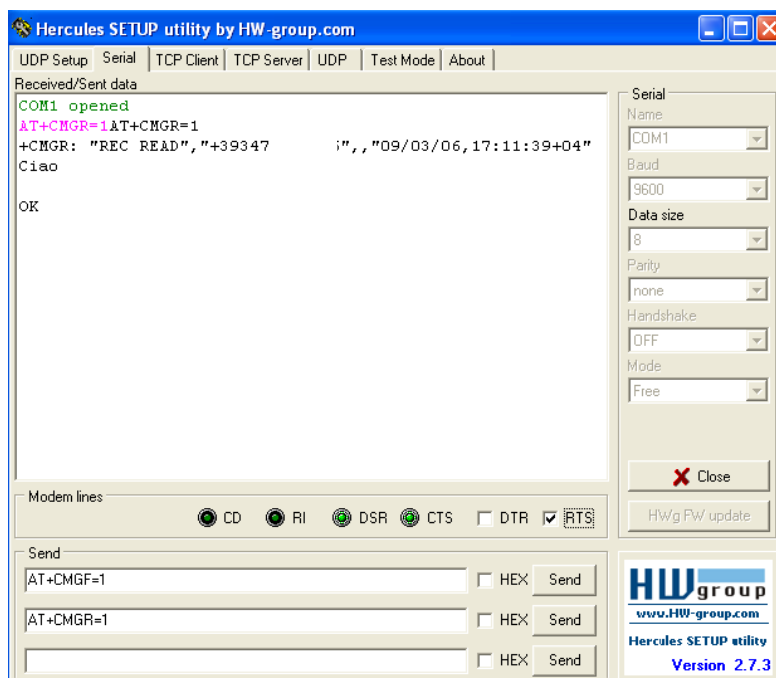 Hercules SETUP utility by HW-group.com
UDP Setup Serial TCP Client TCP Server UDP Test Mode About
Received/Sent data
COM1 opened
AT+CMGR=1AT+CMGR=1
+CMGR: "REC READ","+39347 ",,"09/03/06,17:11:39+04"
Ciao
OK
Modem lines
CD RI DSR CTS DTR RTS
Send
AT+CMGF=1 HEX Send
AT+CMGR=1 HEX Send
HEX Send
Serial
Name
COM1
Baud
9600
Data size
8
Parity
none
Handshake
OFF
Mode
Free
Close
HWg FW update
HW group
www.HW-group.com
Hercules SETUP utility
Version 2.7.3